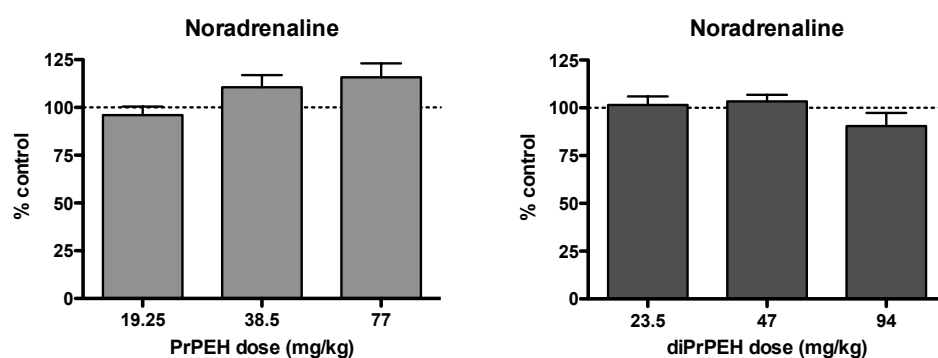 Noradrenaline
125
100
75
50
25
0
% control
19.25 38.5 77
PrPEH dose (mg/kg)
Noradrenaline
125
100
75
50
25
0
% control
23.5 47 94
diPrPEH dose (mg/kg)